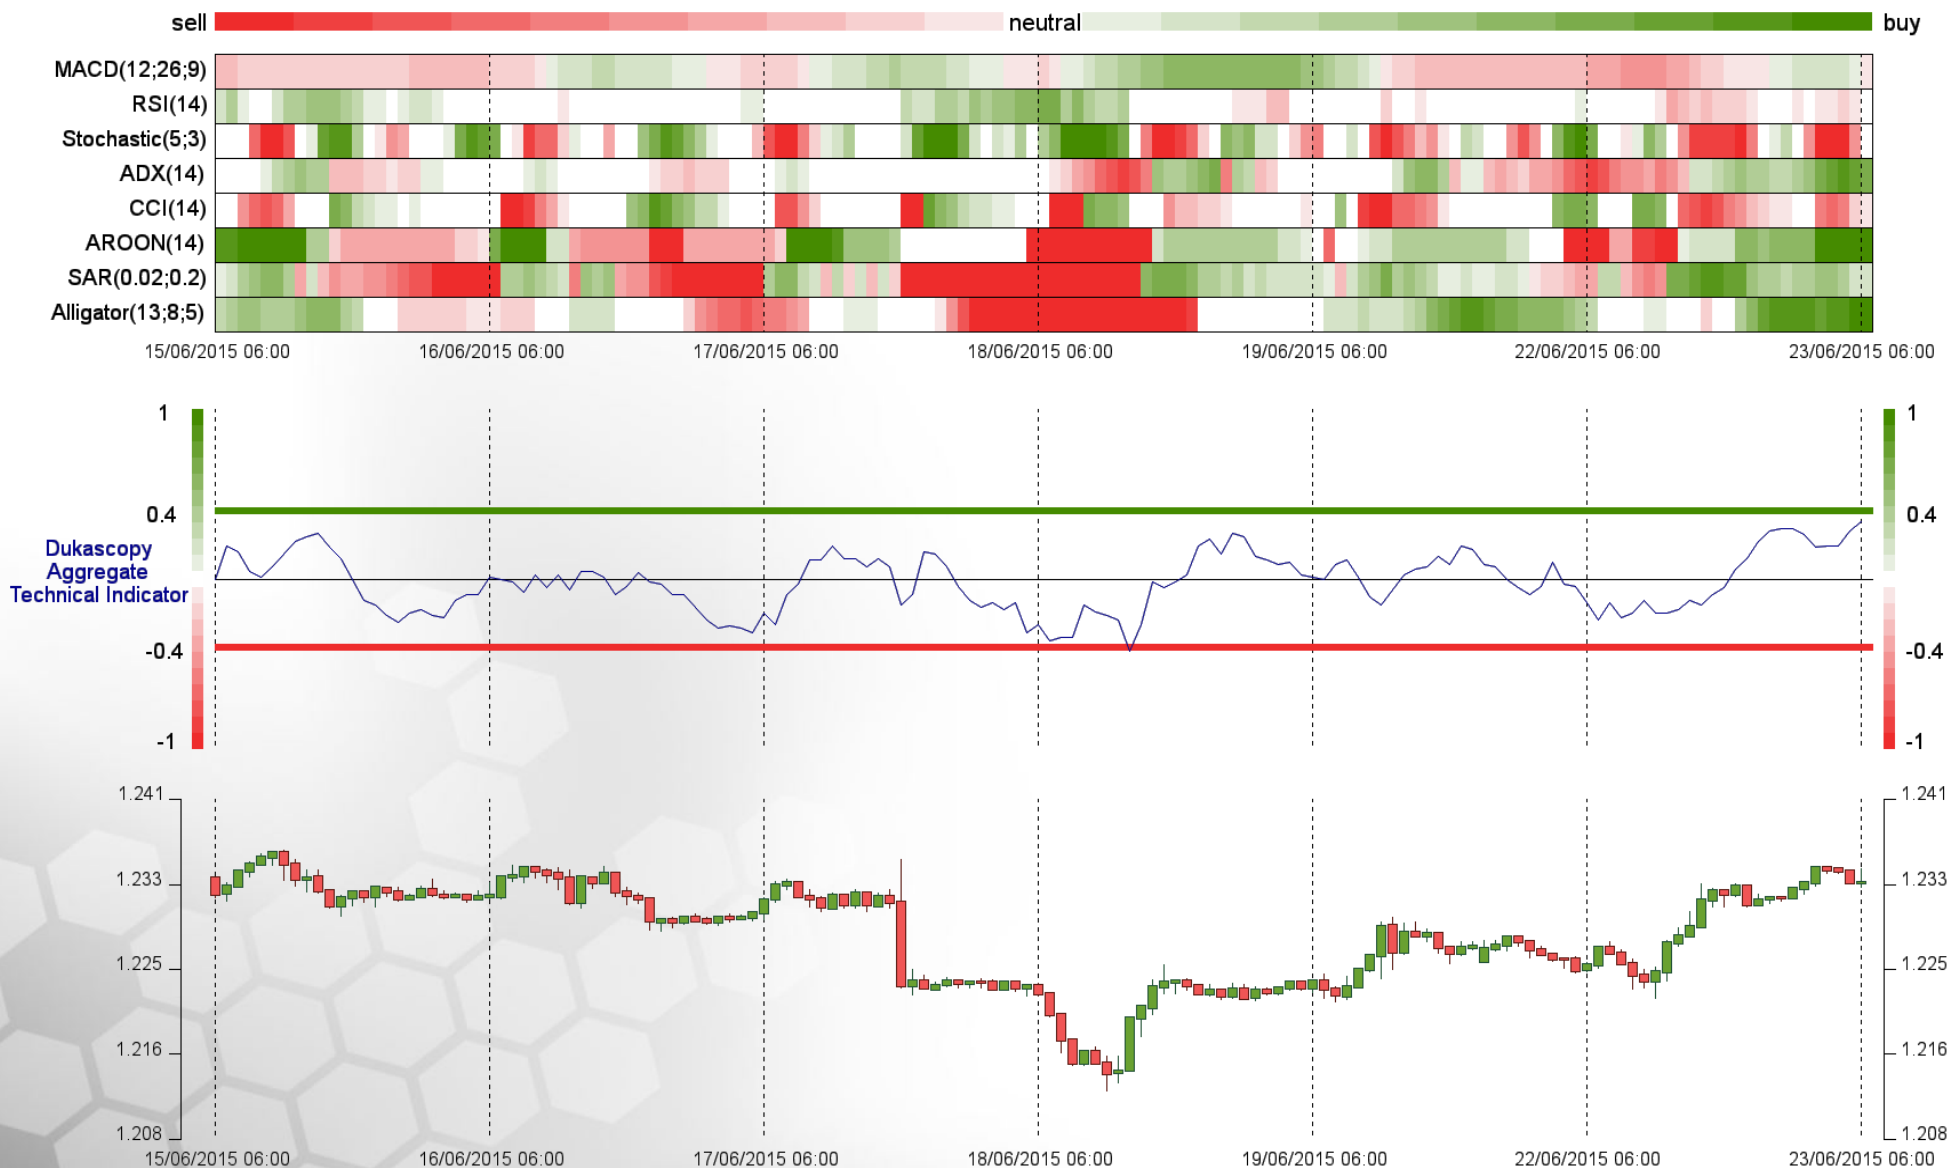 sell neutral buy
MACD(12;26;9)
RSI(14)
Stochastic(5;3)
ADX(14)
CCI(14)
AROON(14)
SAR(0.02;0.2)
Alligator(13;8;5)
15/06/2015 06:00 16/06/2015 06:00 17/06/2015 06:00 18/06/2015 06:00 19/06/2015 06:00 22/06/2015 06:00 23/06/2015 06:00
1 1
0.4 0.4
Dukascopy
Aggregate
Technical Indicator
-0.4 -0.4
-1 -1
1.241 1.241
1.233 1.233
1.225 1.225
1.216 1.216
1.208 1.208
15/06/2015 06:00 16/06/2015 06:00 17/06/2015 06:00 18/06/2015 06:00 19/06/2015 06:00 22/06/2015 06:00 23/06/2015 06:00